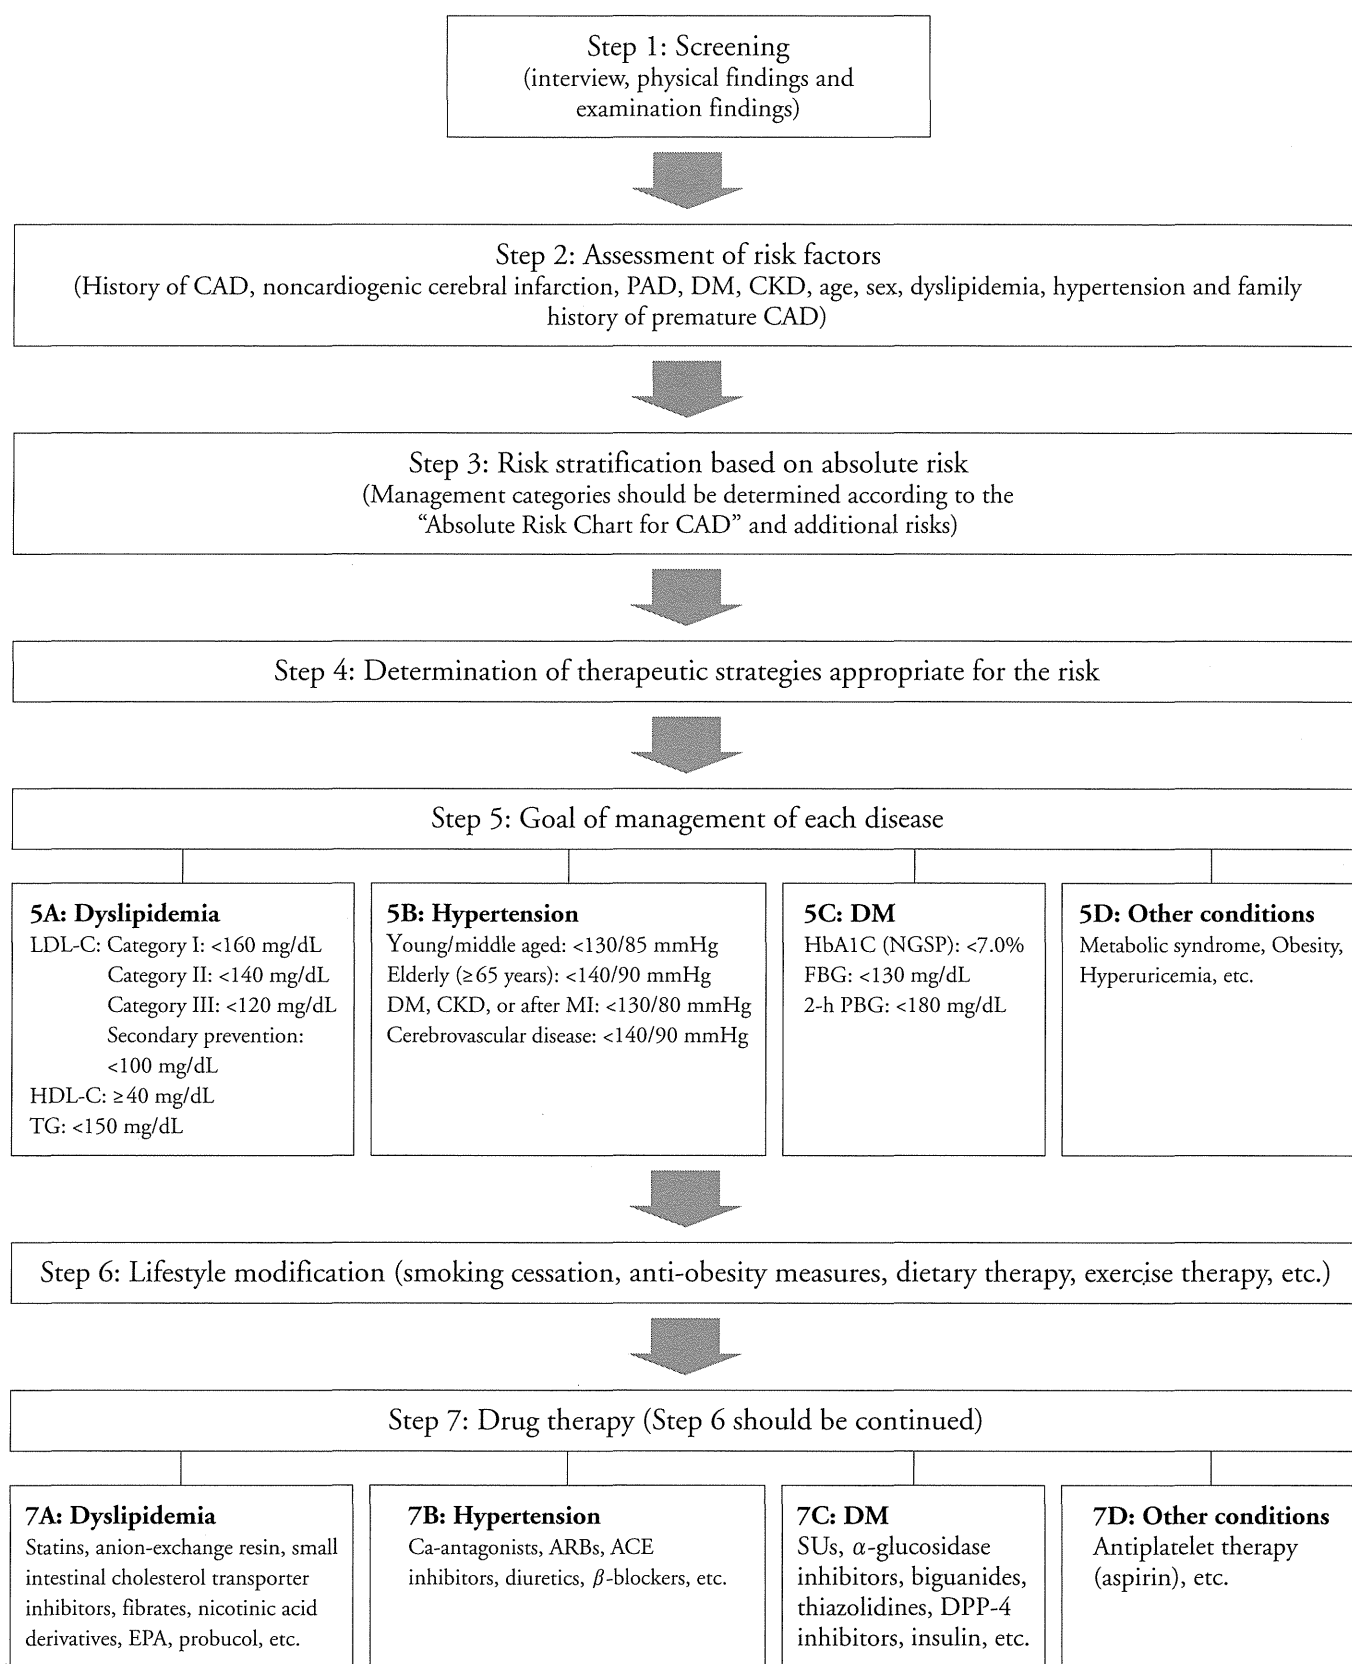 Step 1: Screening
(interview, physical findings and
examination findings)
Step 2: Assessment of risk factors
(History of CAD, noncardiogenic cerebral infarction, PAD, DM, CKD, age, sex, dyslipidemia, hypertension and family
history of premature CAD)
Step 3: Risk stratification based on absolute risk
(Management categories should be determined according to the
“Absolute Risk Chart for CAD” and additional risks)
Step 4: Determination of therapeutic strategies appropriate for the risk
Step 5: Goal of management of each disease
5A: Dyslipidemia
LDL-C: Category I: <160 mg/dL
Category II: <140 mg/dL
Category III: <120 mg/dL
Secondary prevention:
<100 mg/dL
HDL-C: ≥40 mg/dL
TG: <150 mg/dL
5B: Hypertension
Young/middle aged: <130/85 mmHg
Elderly (≥65 years): <140/90 mmHg
DM, CKD, or after MI: <130/80 mmHg
Cerebrovascular disease: <140/90 mmHg
5C: DM
HbA1C (NGSP): <7.0%
FBG: <130 mg/dL
2-h PBG: <180 mg/dL
5D: Other conditions
Metabolic syndrome, Obesity,
Hyperuricemia, etc.
Step 6: Lifestyle modification (smoking cessation, anti-obesity measures, dietary therapy, exercise therapy, etc.)
Step 7: Drug therapy (Step 6 should be continued)
7A: Dyslipidemia
Statins, anion-exchange resin, small
intestinal cholesterol transporter
inhibitors, fibrates, nicotinic acid
derivatives, EPA, probucol, etc.
7B: Hypertension
Ca-antagonists, ARBs, ACE
inhibitors, diuretics, β-blockers, etc.
7C: DM
SUs, α-glucosidase
inhibitors, biguanides,
thiazolidines, DPP-4
inhibitors, insulin, etc.
7D: Other conditions
Antiplatelet therapy
(aspirin), etc.